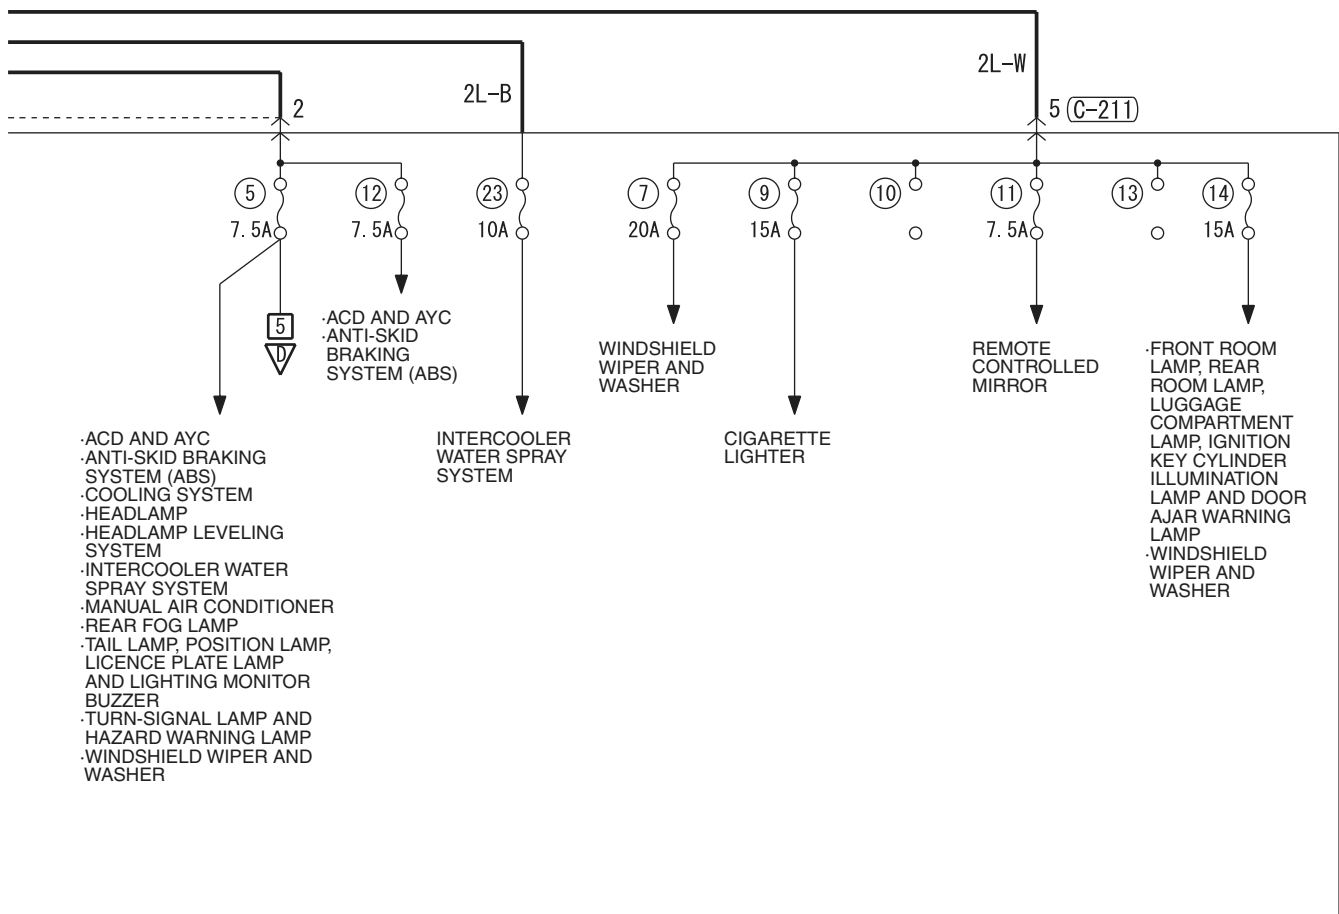 2L-W
2L-B
2
5 C-211
5
12
23
7
9
10
11
13
14
7.5A
7.5A
10A
20A
15A
7.5A
15A
5
D
·ACD AND AYC
·ANTI-SKID
BRAKING
SYSTEM (ABS)
WINDSHIELD
WIPER AND
WASHER
REMOTE
CONTROLLED
MIRROR
·FRONT ROOM
LAMP, REAR
ROOM LAMP,
LUGGAGE
COMPARTMENT
LAMP, IGNITION
KEY CYLINDER
ILLUMINATION
LAMP AND DOOR
AJAR WARNING
LAMP
·WINDSHIELD
WIPER AND
WASHER
·ACD AND AYC
·ANTI-SKID BRAKING
SYSTEM (ABS)
·COOLING SYSTEM
·HEADLAMP
·HEADLAMP LEVELING
SYSTEM
·INTERCOOLER WATER
SPRAY SYSTEM
·MANUAL AIR CONDITIONER
·REAR FOG LAMP
·TAIL LAMP, POSITION LAMP,
LICENCE PLATE LAMP
AND LIGHTING MONITOR
BUZZER
·TURN-SIGNAL LAMP AND
HAZARD WARNING LAMP
·WINDSHIELD WIPER AND
WASHER
INTERCOOLER
WATER SPRAY
SYSTEM
CIGARETTE
LIGHTER